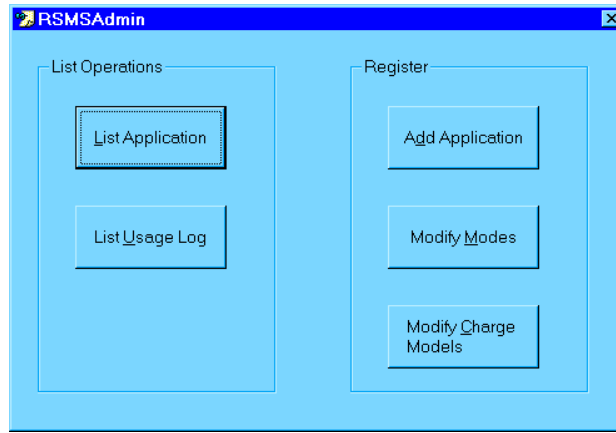 RSMSAdmin
List Operations
List Application
List Usage Log
Register
Add Application
Modify Modes
Modify Charge
Models